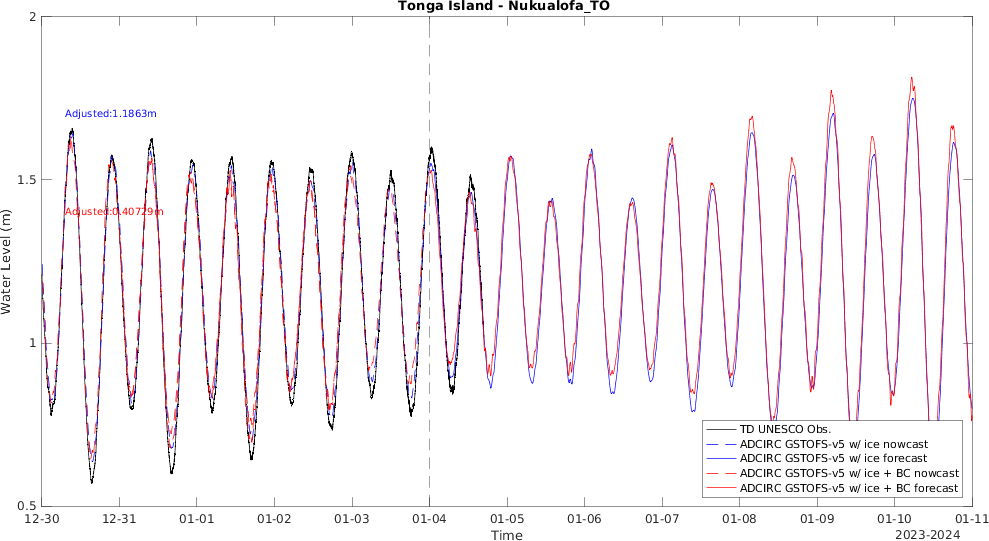 Tonga Island - Nukualofa_TO
2
Adjusted:1.1863m
1.5
Adjusted:0.40729m
Water Level (m)
1
TD UNESCO Obs.
ADCIRC GSTOFS-v5 w/ ice nowcast
ADCIRC GSTOFS-v5 w/ ice forecast
ADCIRC GSTOFS-v5 w/ ice + BC nowcast
ADCIRC GSTOFS-v5 w/ ice + BC forecast
0.5
12-30 12-31 01-01 01-02 01-03 01-04 01-05 01-06 01-07 01-08 01-09 01-10 01-11
Time
2023-2024